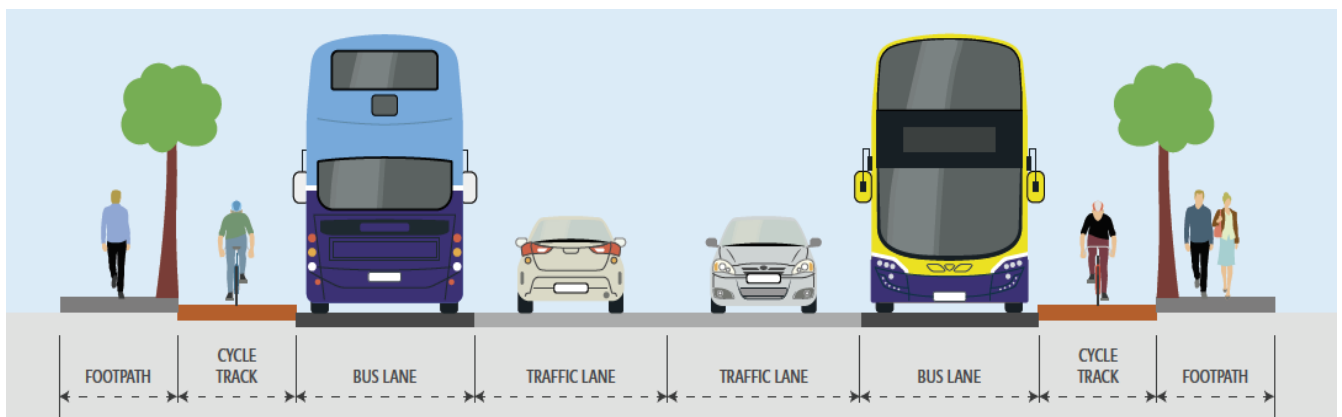 FOOTPATH
CYCLE
TRACK
BUS LANE
TRAFFIC LANE
TRAFFIC LANE
BUS LANE
CYCLE
TRACK
FOOTPATH